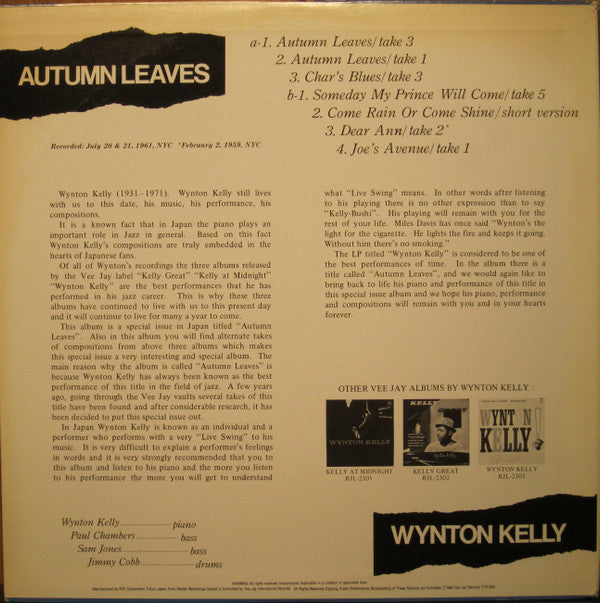 AUTUMN LEAVES
a-1. Autumn Leaves/take 3
2. Autumn Leaves/take 1
3. Char's Blues/take 3
b-1. Someday My Prince Will Come/take 5
2. Come Rain Or Come Shine/short version
3. Dear Ann/take 2*
4. Joe's Avenue/take 1
Recorded: July 20 & 21, 1961, NYC *February 2, 1959, NYC
Wynton Kelly (1931–1971). Wynton Kelly still lives
with us to this date, his music, his performance, his
compositions.
It is a known fact that in Japan the piano plays an
important role in Jazz in general. Based on this fact
Wynton Kelly's compositions are truly embedded in the
hearts of Japanese fans.
Of all of Wynton's recordings the three albums released
by the Vee Jay label "Kelly Great" "Kelly at Midnight"
"Wynton Kelly" are the best performances that he has
performed in his jazz career. This is why these three
albums have continued to live with us to this present day
and it will continue to live for many a year to come.
This album is a special issue in Japan titled "Autumn
Leaves". Also in this album you will find alternate takes
of compositions from above three albums which makes
this special issue a very interesting and special album. The
main reason why the album is called "Autumn Leaves" is
because Wynton Kelly has always been known as the best
performance of this title in the field of jazz. A few years
ago, going through the Vee Jay vaults several takes of this
title have been found and after considerable research, it has
been decided to put this special issue out.
In Japan Wynton Kelly is known as an individual and a
performer who performs with a very "Live Swing" to his
music. It is very difficult to explain a performer's feelings
in words and it is very strongly recommended that you to
this album and listen to his piano and the more you listen
to his performance the more you will get to understand
what "Live Swing" means. In other words after listening
to his playing there is no other expression than to say
"Kelly-Bushi". His playing will remain with you for the
rest of your life. Miles Davis has once said "Wynton's the
light for the cigarette. He lights the fire and keeps it going.
Without him there's no smoking."
The LP titled "Wynton Kelly" is considered to be one of
the best performances of time. In the album there is a
title called "Autumn Leaves", and we would again like to
bring back to life his piano and performance of this title in
this special album issue and we hope his piano, performance
and compositions will remain with you and in your hearts
forever.
OTHER VEE JAY ALBUMS BY WYNTON KELLY :
WYNTON KELLY
KELLY
WYNTON KELLY!
KELLY AT MIDNIGHT
RJL-2301
KELLY GREAT
RJL-2302
WYNTON KELLY
RJL-2303
Wynton Kelly....................piano
Paul Chambers....................bass
Sam Jones....................bass
Jimmy Cobb....................drums
WYNTON KELLY
WARNING: All rights reserved. Unauthorized duplication is a violation of applicable laws.